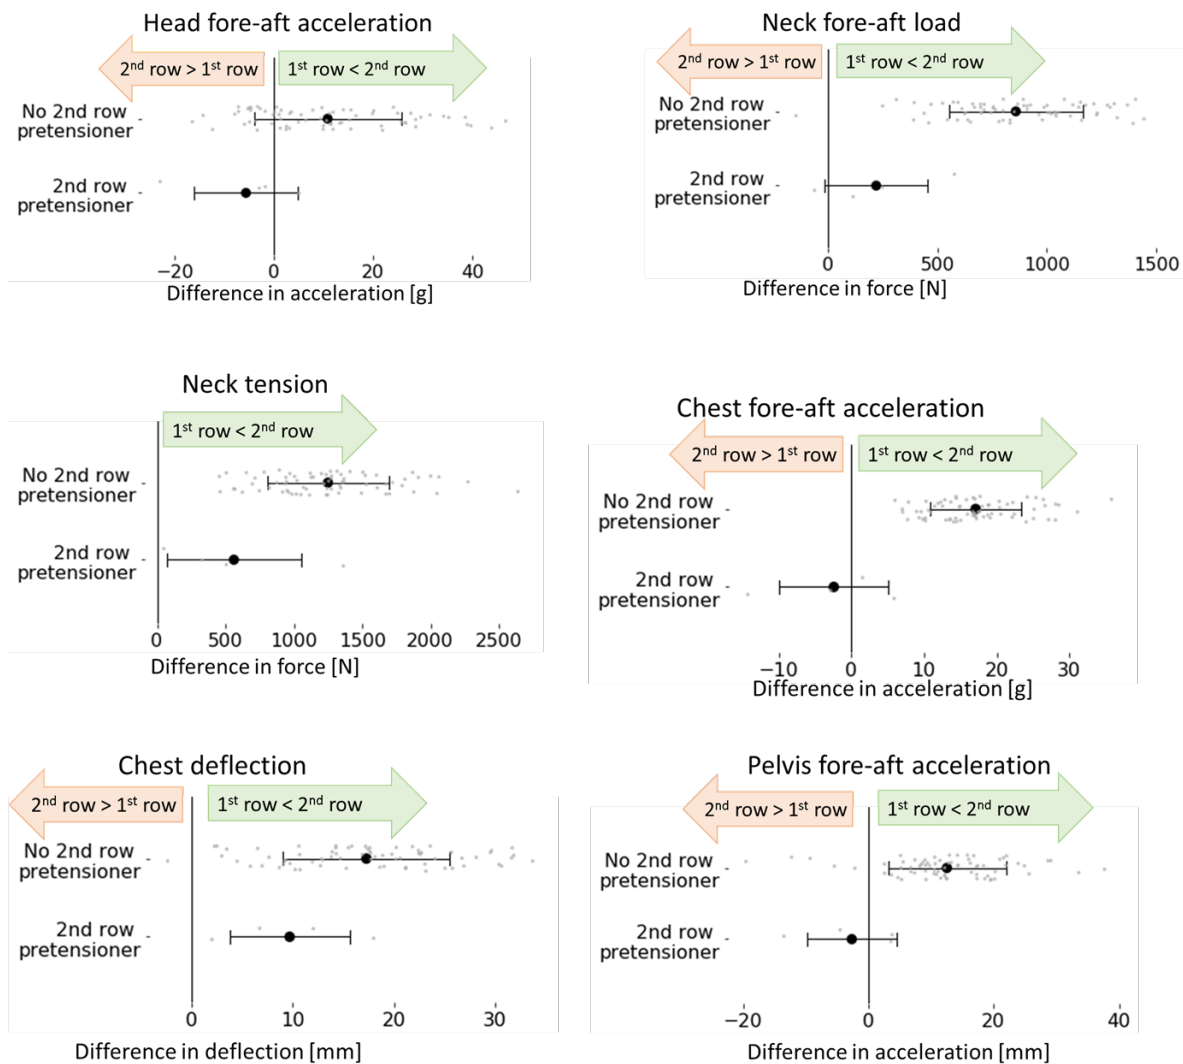 Head fore-aft acceleration
2nd row > 1st row
1st row < 2nd row
No 2nd row
pretensioner
2nd row
pretensioner
−20 0 20 40
Difference in acceleration [g]
Neck fore-aft load
2nd row > 1st row
1st row < 2nd row
No 2nd row
pretensioner
2nd row
pretensioner
0 500 1000 1500
Difference in force [N]
Neck tension
1st row < 2nd row
No 2nd row
pretensioner
2nd row
pretensioner
0 500 1000 1500 2000 2500
Difference in force [N]
Chest fore-aft acceleration
2nd row > 1st row
1st row < 2nd row
No 2nd row
pretensioner
2nd row
pretensioner
−10 0 10 20 30
Difference in acceleration [g]
Chest deflection
2nd row > 1st row
1st row < 2nd row
No 2nd row
pretensioner
2nd row
pretensioner
0 10 20 30
Difference in deflection [mm]
Pelvis fore-aft acceleration
2nd row > 1st row
1st row < 2nd row
No 2nd row
pretensioner
2nd row
pretensioner
−20 0 20 40
Difference in acceleration [mm]